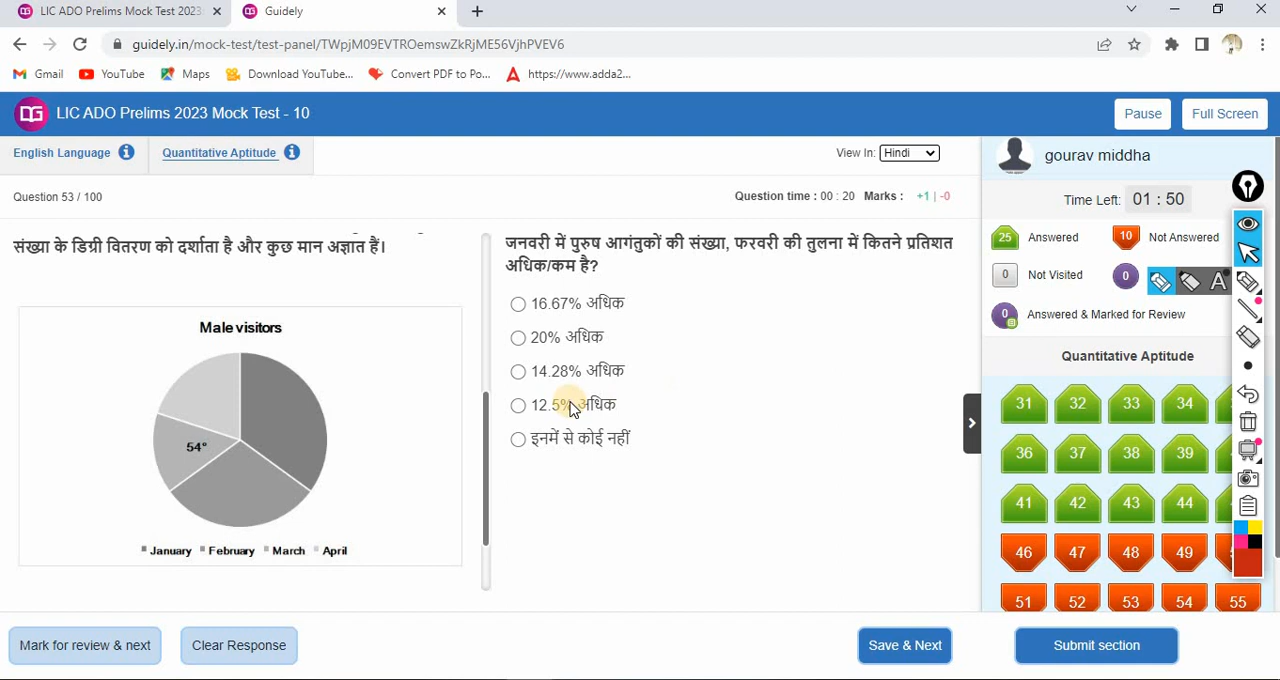 LIC ADO Prelims Mock Test 2023:
Guidely
guidely.in/mock-test/test-panel/TWpjM09EVTROemswZkRjME56VjhPVEV6
Gmail
YouTube
Maps
Download YouTube...
Convert PDF to Po...
https://www.adda2...
LIC ADO Prelims 2023 Mock Test - 10
Pause
Full Screen
English Language
Quantitative Aptitude
View In: Hindi
gourav middha
Question 53 / 100
Question time : 00 : 20 Marks : +1 | -0
Time Left: 01 : 50
संख्या के डिग्री वितरण को दर्शाता है और कुछ मान अज्ञात हैं।
जनवरी में पुरुष आगंतुकों की संख्या, फरवरी की तुलना में कितने प्रतिशत
अधिक/कम है?
16.67% अधिक
20% अधिक
14.28% अधिक
12.5% अधिक
इनमें से कोई नहीं
Male visitors
54°
January February March April
25 Answered
10 Not Answered
0 Not Visited
0
0 Answered & Marked for Review
A
Quantitative Aptitude
31 32 33 34
36 37 38 39
41 42 43 44
46 47 48 49
51 52 53 54 55
Mark for review & next
Clear Response
Save & Next
Submit section